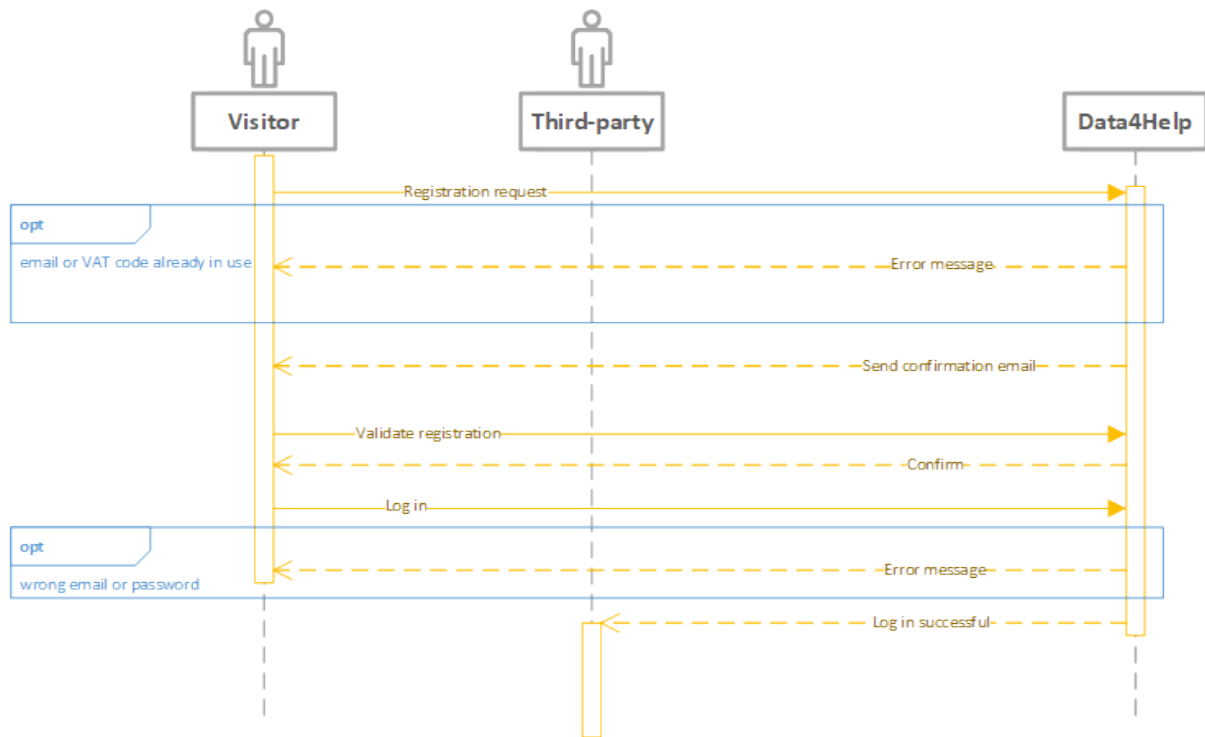 Visitor
Third-party
Data4Help
Registration request
opt
email or VAT code already in use
Error message
Send confirmation email
Validate registration
Confirm
Log in
opt
Error message
wrong email or password
Log in successful